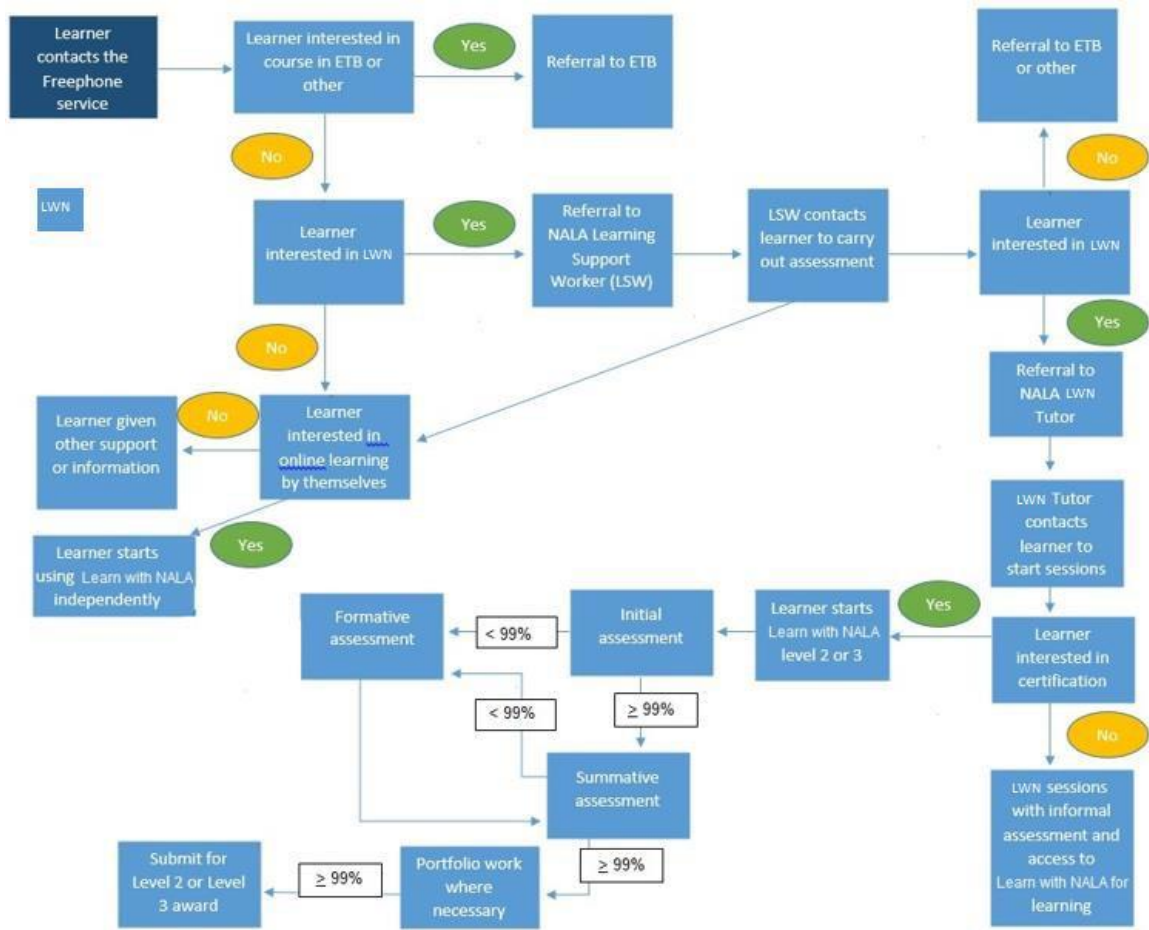 Learner
contacts the
Freephone
service
Learner interested in
course in ETB or
other
Yes
Referral to ETB
Referral to ETB
or other
No
No
LWN
Learner
interested in LWN
Yes
Referral to
NALA Learning
Support
Worker (LSW)
LSW contacts
learner to carry
out assessment
Learner
interested in LWN
No
Yes
Learner given
other support
or information
No
Learner
interested in
online learning
by themselves
Referral to
NALA LWN
Tutor
Learner starts
using Learn with NALA
independently
Yes
LWN Tutor
contacts
learner to
start sessions
Formative
assessment
< 99%
Initial
assessment
Learner starts
Learn with NALA
level 2 or 3
Yes
Learner
interested in
certification
< 99%
≥ 99%
No
Summative
assessment
LWN sessions
with informal
assessment and
access to
Learn with NALA for
learning
Submit for
Level 2 or Level
3 award
≥ 99%
Portfolio work
where
necessary
≥ 99%